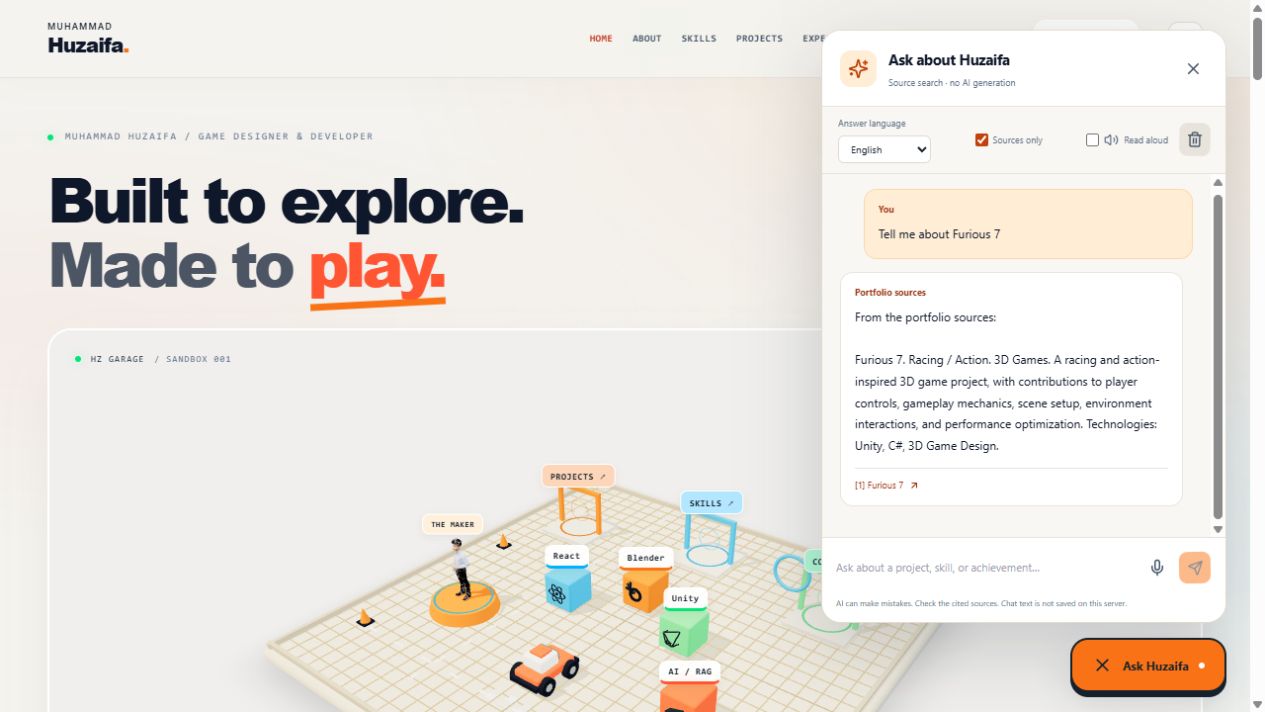 MUHAMMAD
Huzaifa.
HOME ABOUT SKILLS PROJECTS
MUHAMMAD HUZAIFA / GAME DESIGNER & DEVELOPER
Built to explore.
Made to play.
HZ GARAGE / SANDBOX 001
PROJECTS ↗
SKILLS ↗
THE MAKER
React
Blender
Unity
AI / RAG
Ask about Huzaifa
Source search · no AI generation
Answer language
English
Sources only
Read aloud
You
Tell me about Furious 7
Portfolio sources
From the portfolio sources:
Furious 7. Racing / Action. 3D Games. A racing and action-
inspired 3D game project, with contributions to player
controls, gameplay mechanics, scene setup, environment
interactions, and performance optimization. Technologies:
Unity, C#, 3D Game Design.
[1] Furious 7 ↗
Ask about a project, skill, or achievement...
AI can make mistakes. Check the cited sources. Chat text is not saved on this server.
Ask Huzaifa